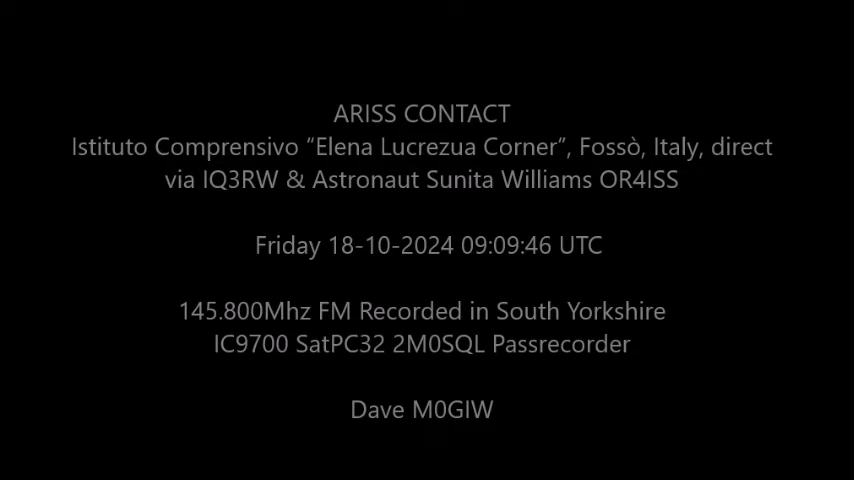 ARISS CONTACT
Istituto Comprensivo “Elena Lucrezua Corner”, Fossò, Italy, direct
via IQ3RW & Astronaut Sunita Williams OR4ISS
Friday 18-10-2024 09:09:46 UTC
145.800Mhz FM Recorded in South Yorkshire
IC9700 SatPC32 2M0SQL Passrecorder
Dave M0GIW